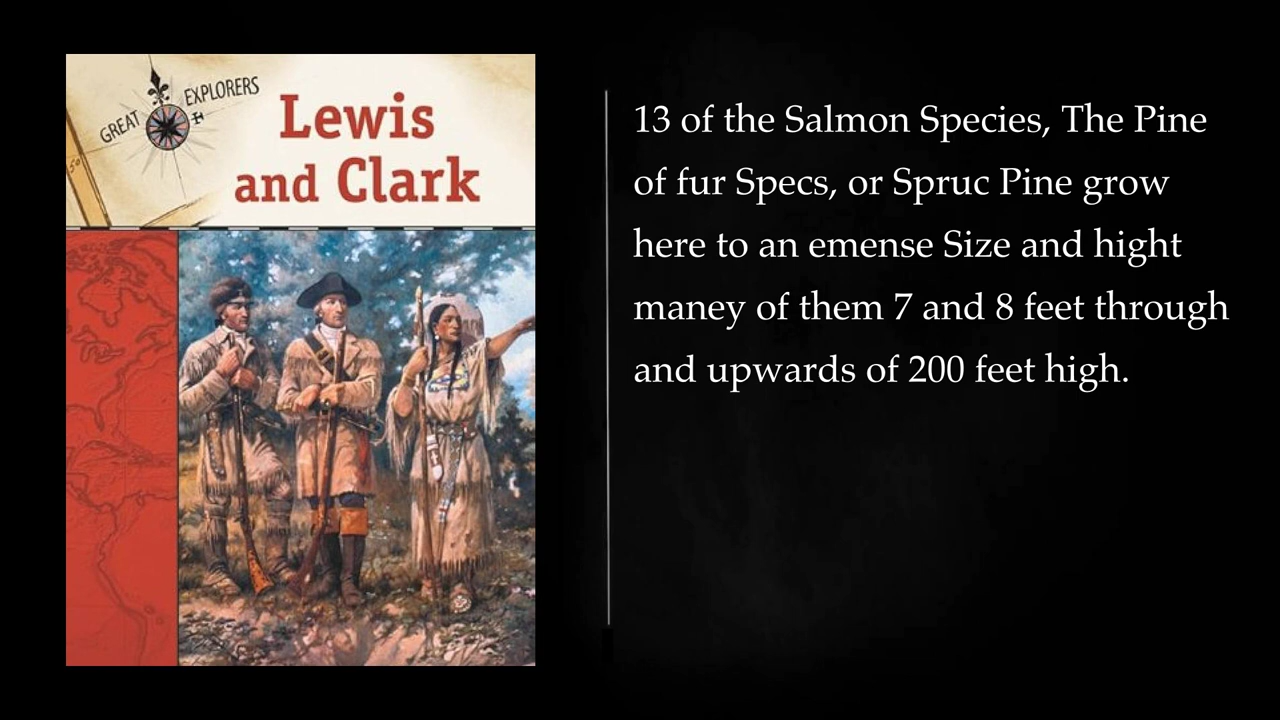 GREAT EXPLORERS
Lewis
and Clark
13 of the Salmon Species, The Pine
of fur Specs, or Spruc Pine grow
here to an emense Size and hight
maney of them 7 and 8 feet through
and upwards of 200 feet high.